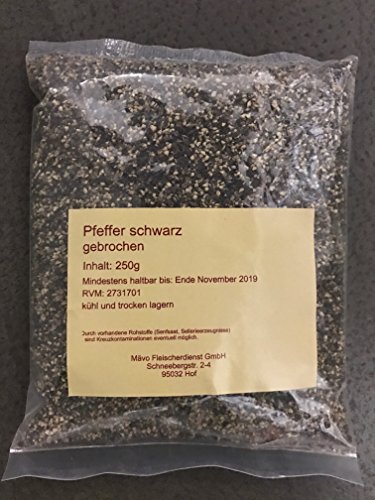 Pfeffer schwarz
gebrochen
Inhalt: 250g
Mindestens haltbar bis: Ende November 2019
RVM: 2731701
kühl und trocken lagern
Durch vorhandene Rohstoffe (Senfsaat, Sellerieerzeugnisse)
sind Kreuzkontaminationen eventuell möglich.
Mävo Fleischerdienst GmbH
Schneebergstr. 2-4
95032 Hof